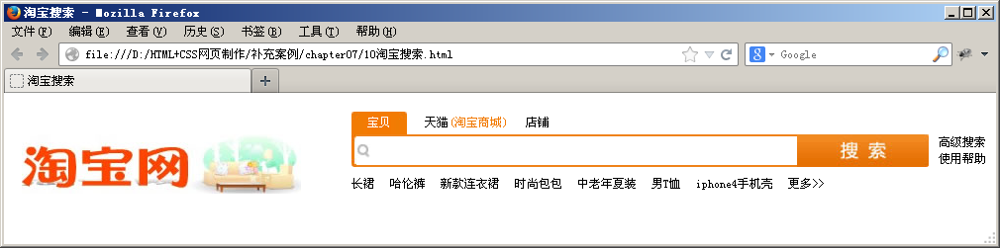 淘宝搜索 - Mozilla Firefox
文件(F) 编辑(E) 查看(V) 历史(S) 书签(B) 工具(T) 帮助(H)
file:///D:/HTML+CSS网页制作/补充案例/chapter07/10淘宝搜索.html
Google
淘宝搜索
宝贝 天猫(淘宝商城) 店铺
淘宝网
搜 索
高级搜索
使用帮助
长裙 哈伦裤 新款连衣裙 时尚包包 中老年夏装 男T恤 iphone4手机壳 更多>>